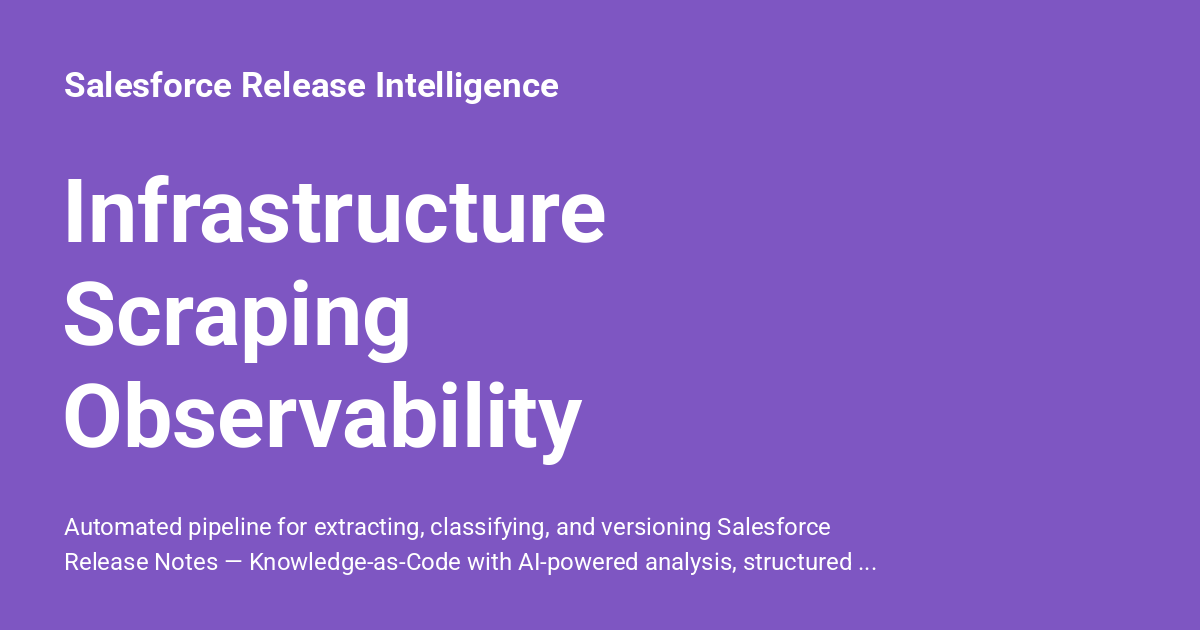 Salesforce Release Intelligence
Infrastructure
Scraping
Observability
Automated pipeline for extracting, classifying, and versioning Salesforce
Release Notes — Knowledge-as-Code with AI-powered analysis, structured ...